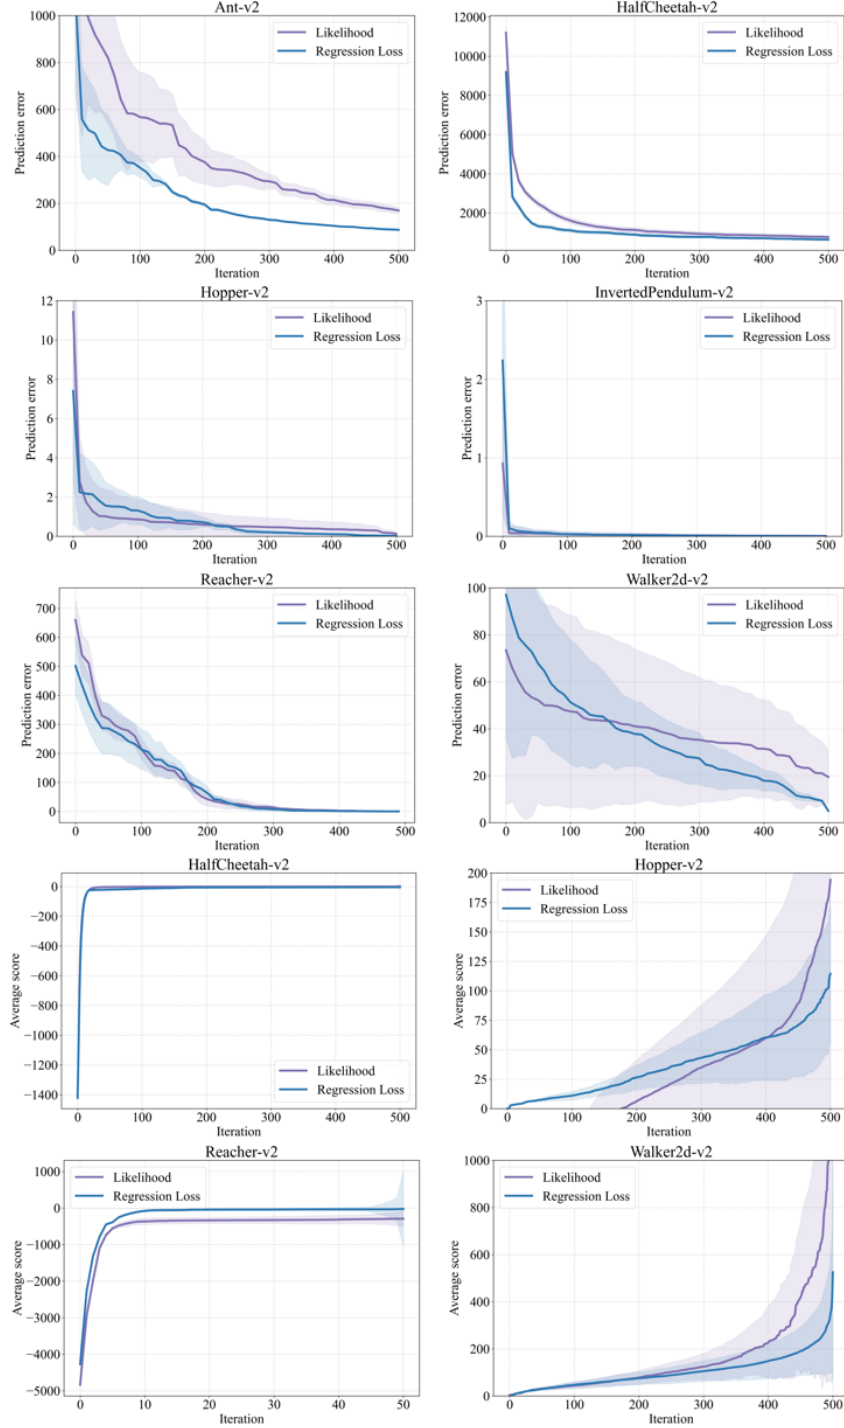 Ant-v2
1000
800
600
400
200
0
Prediction error
Likelihood
Regression Loss
0 100 200 300 400 500
Iteration
HalfCheetah-v2
12000
10000
8000
6000
4000
2000
Prediction error
Likelihood
Regression Loss
0 100 200 300 400 500
Iteration
Hopper-v2
12
10
8
6
4
2
0
Prediction error
Likelihood
Regression Loss
0 100 200 300 400 500
Iteration
InvertedPendulum-v2
3
2
1
0
Prediction error
Likelihood
Regression Loss
0 100 200 300 400 500
Iteration
Reacher-v2
700
600
500
400
300
200
100
0
Prediction error
Likelihood
Regression Loss
0 100 200 300 400 500
Iteration
Walker2d-v2
100
80
60
40
20
0
Prediction error
Likelihood
Regression Loss
0 100 200 300 400 500
Iteration
HalfCheetah-v2
0
−200
−400
−600
−800
−1000
−1200
−1400
Average score
Likelihood
Regression Loss
0 100 200 300 400 500
Iteration
Hopper-v2
200
175
150
125
100
75
50
25
0
Average score
Likelihood
Regression Loss
0 100 200 300 400 500
Iteration
Reacher-v2
1000
0
−1000
−2000
−3000
−4000
−5000
Average score
Likelihood
Regression Loss
0 10 20 30 40 50
Iteration
Walker2d-v2
1000
800
600
400
200
0
Average score
Likelihood
Regression Loss
0 100 200 300 400 500
Iteration